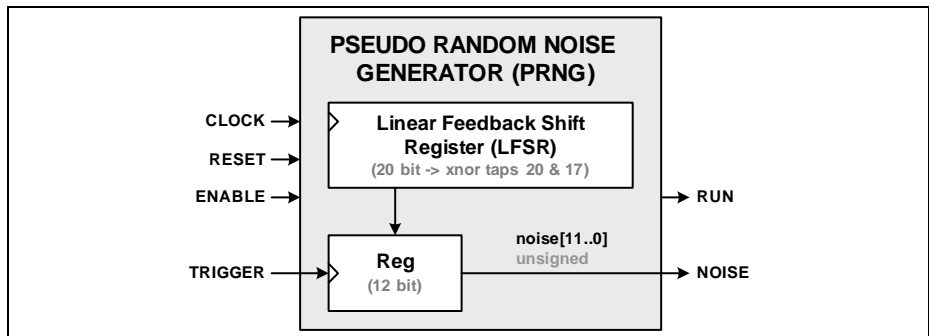 PSEUDO RANDOM NOISE
GENERATOR (PRNG)
CLOCK
Linear Feedback Shift
Register (LFSR)
(20 bit -> xnor taps 20 & 17)
RESET
ENABLE
RUN
noise[11..0]
unsigned
TRIGGER
Reg
(12 bit)
NOISE